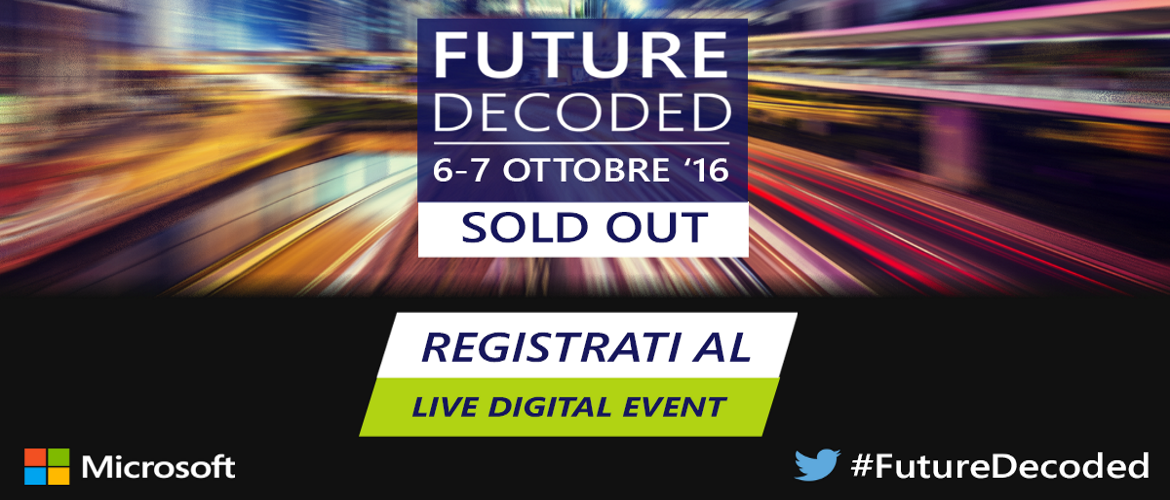 FUTURE
DECODED
6-7 OTTOBRE ‘16
SOLD OUT
REGISTRATI AL
LIVE DIGITAL EVENT
Microsoft
#FutureDecoded